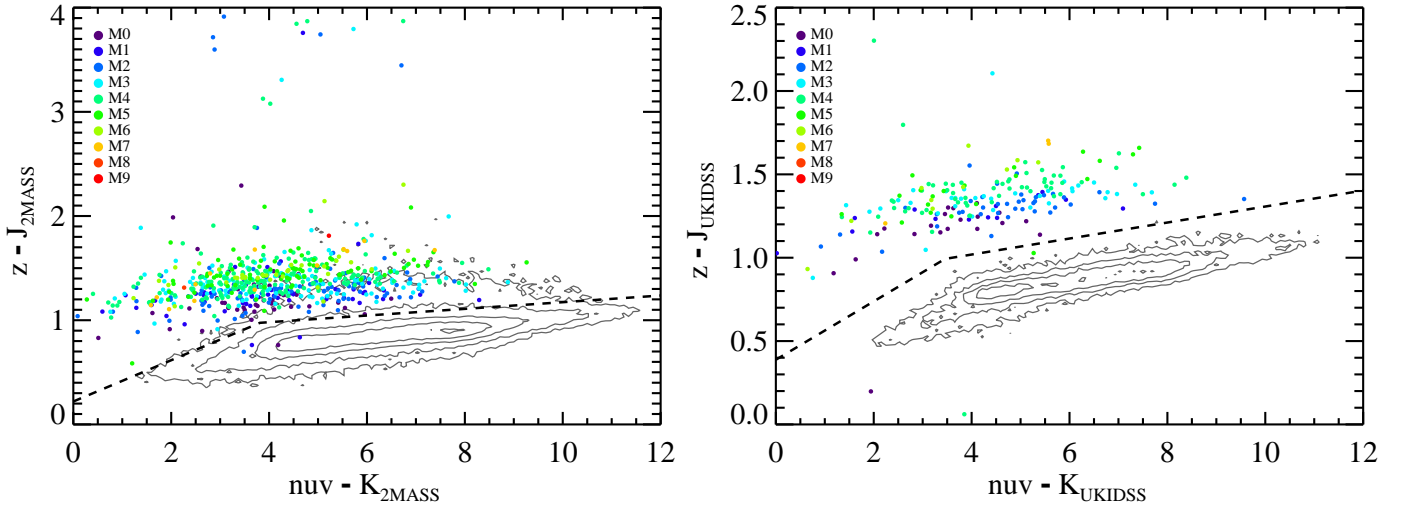 4
3
2
1
0
z - J2MASS
M0
M1
M2
M3
M4
M5
M6
M7
M8
M9
0 2 4 6 8 10 12
nuv - K2MASS
2.5
2.0
1.5
1.0
0.5
0.0
z - JUKIDSS
M0
M1
M2
M3
M4
M5
M6
M7
M8
M9
0 2 4 6 8 10 12
nuv - KUKIDSS